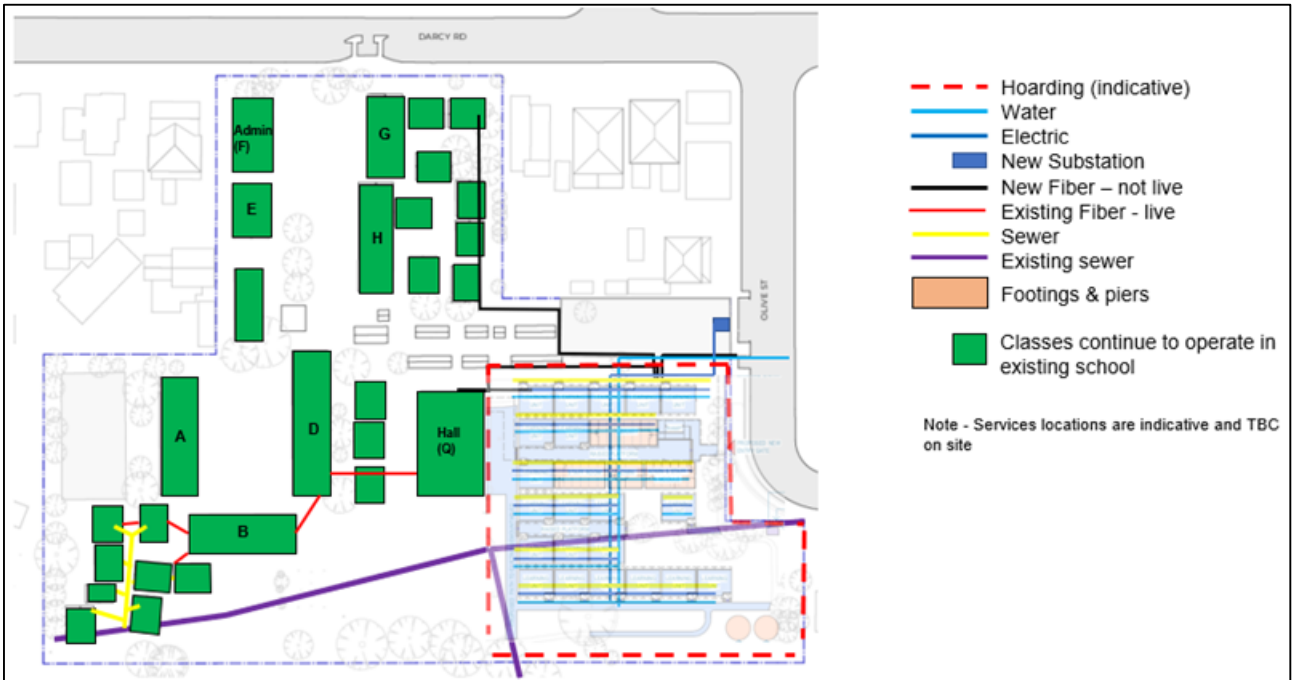 DARCY RD
Admin
(F)
G
E
H
OLIVE ST
A
D
Hall
(Q)
B
Hoarding (indicative)
Water
Electric
New Substation
New Fiber – not live
Existing Fiber - live
Sewer
Existing sewer
Footings & piers
Classes continue to operate in
existing school
Note - Services locations are indicative and TBC
on site